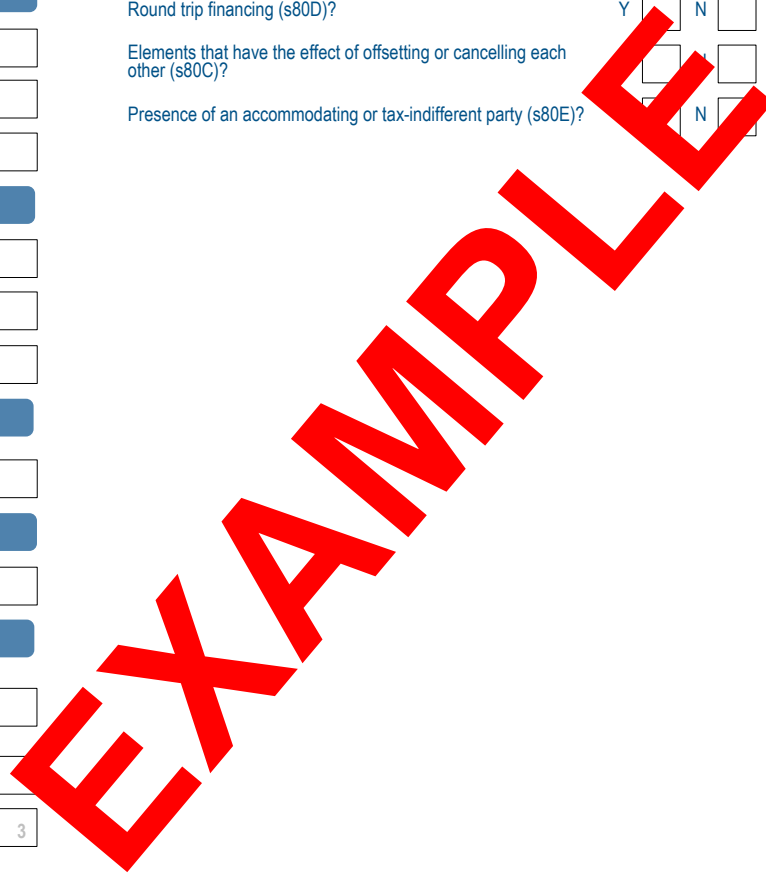 Round trip financing (s80D)? Y N
Elements that have the effect of offsetting or cancelling each
other (s80C)?
Presence of an accommodating or tax-indifferent party (s80E)? N
EXAMPLE
3